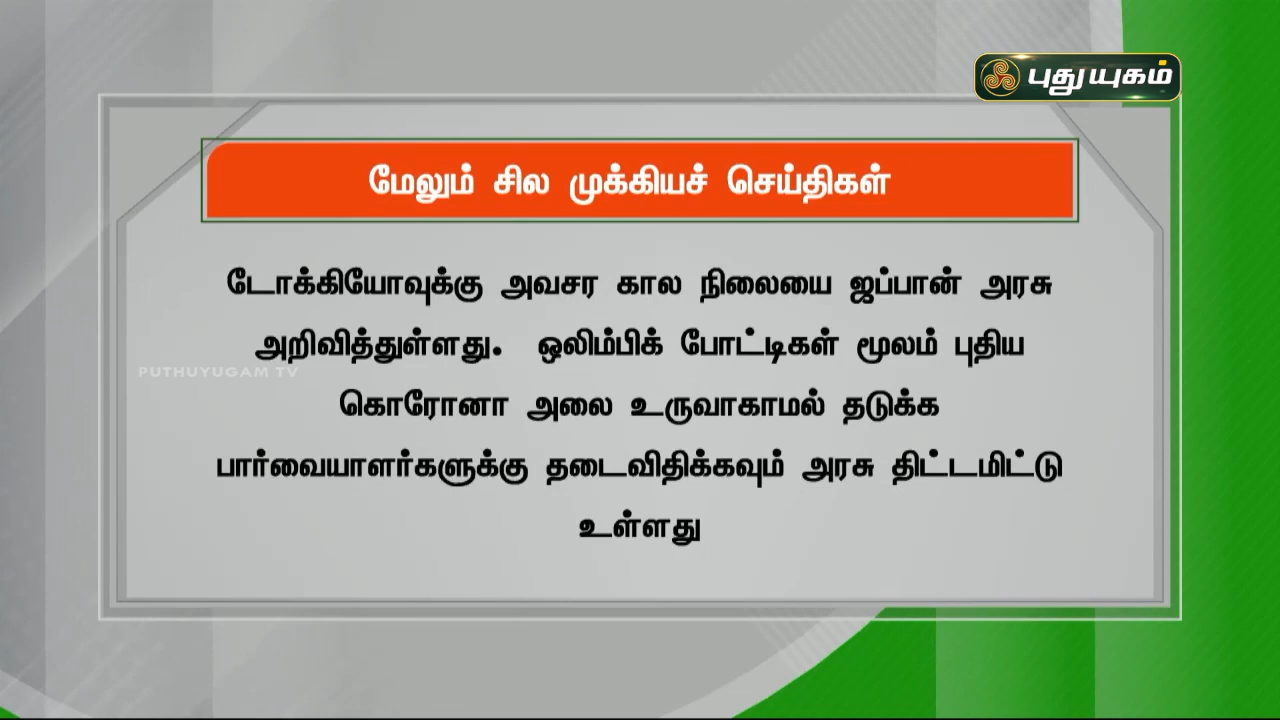 புதுயுகம்
மேலும் சில முக்கியச் செய்திகள்
டோக்கியோவுக்கு அவசர கால நிலையை ஜப்பான் அரசு
அறிவித்துள்ளது. ஒலிம்பிக் போட்டிகள் மூலம் புதிய
PUTHUYUGAM TV
கொரோனா அலை உருவாகாமல் தடுக்க
பார்வையாளர்களுக்கு தடைவிதிக்கவும் அரசு திட்டமிட்டு
உள்ளது